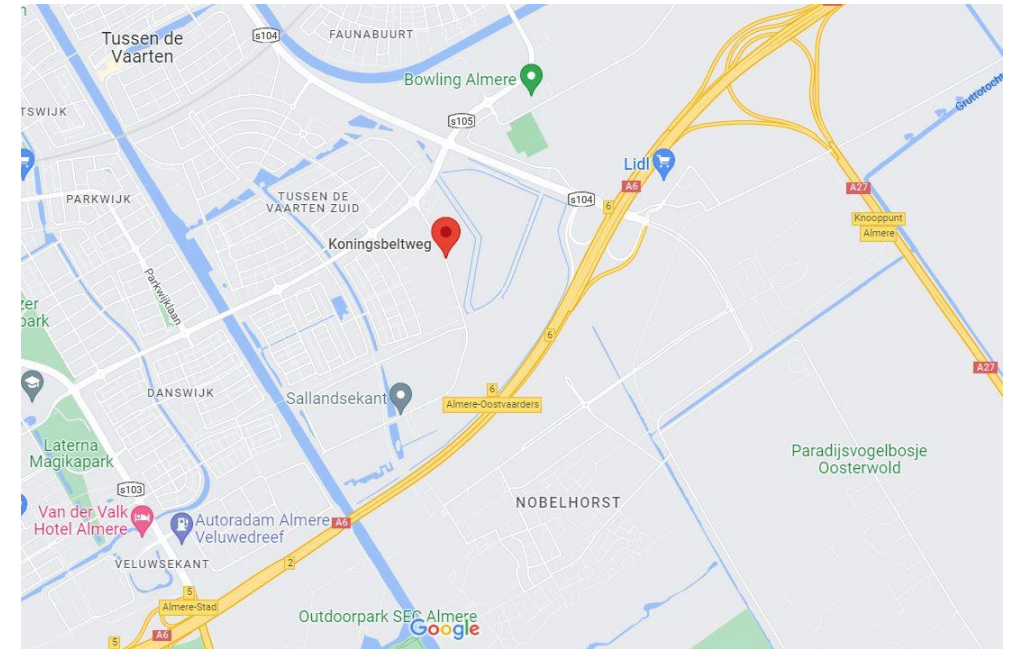 Tussen de
Vaarten
s104
FAUNABUURT
Bowling Almere
Gruttotocht
TSWIJK
s105
Lidl
A6
A27
PARKWIJK
TUSSEN DE
VAARTEN ZUID
s104
6
Knooppunt
Almere
Koningsbeltweg
Parkwijklaan
zer
park
6
A27
DANSWIJK
Sallandsekant
6
Almere-Oostvaarders
Laterna
Magikapark
Paradijsvogelbosje
Oosterwold
s103
NOBELHORST
Van der Valk
Hotel Almere
Autoradam Almere
Veluwedreef
A6
VELUWSEKANT
2
5
Almere-Stad
Outdoorpark SEC Almere
Google
A6
5